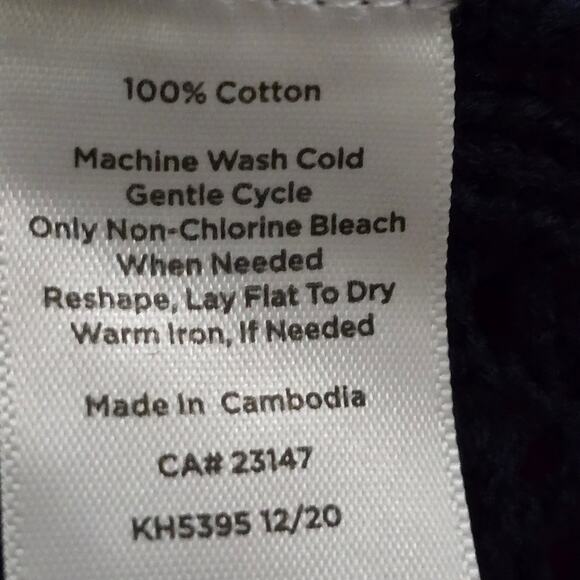 100% Cotton
Machine Wash Cold
Gentle Cycle
Only Non-Chlorine Bleach
When Needed
Reshape, Lay Flat To Dry
Warm Iron, If Needed
Made In Cambodia
CA# 23147
KH5395 12/20